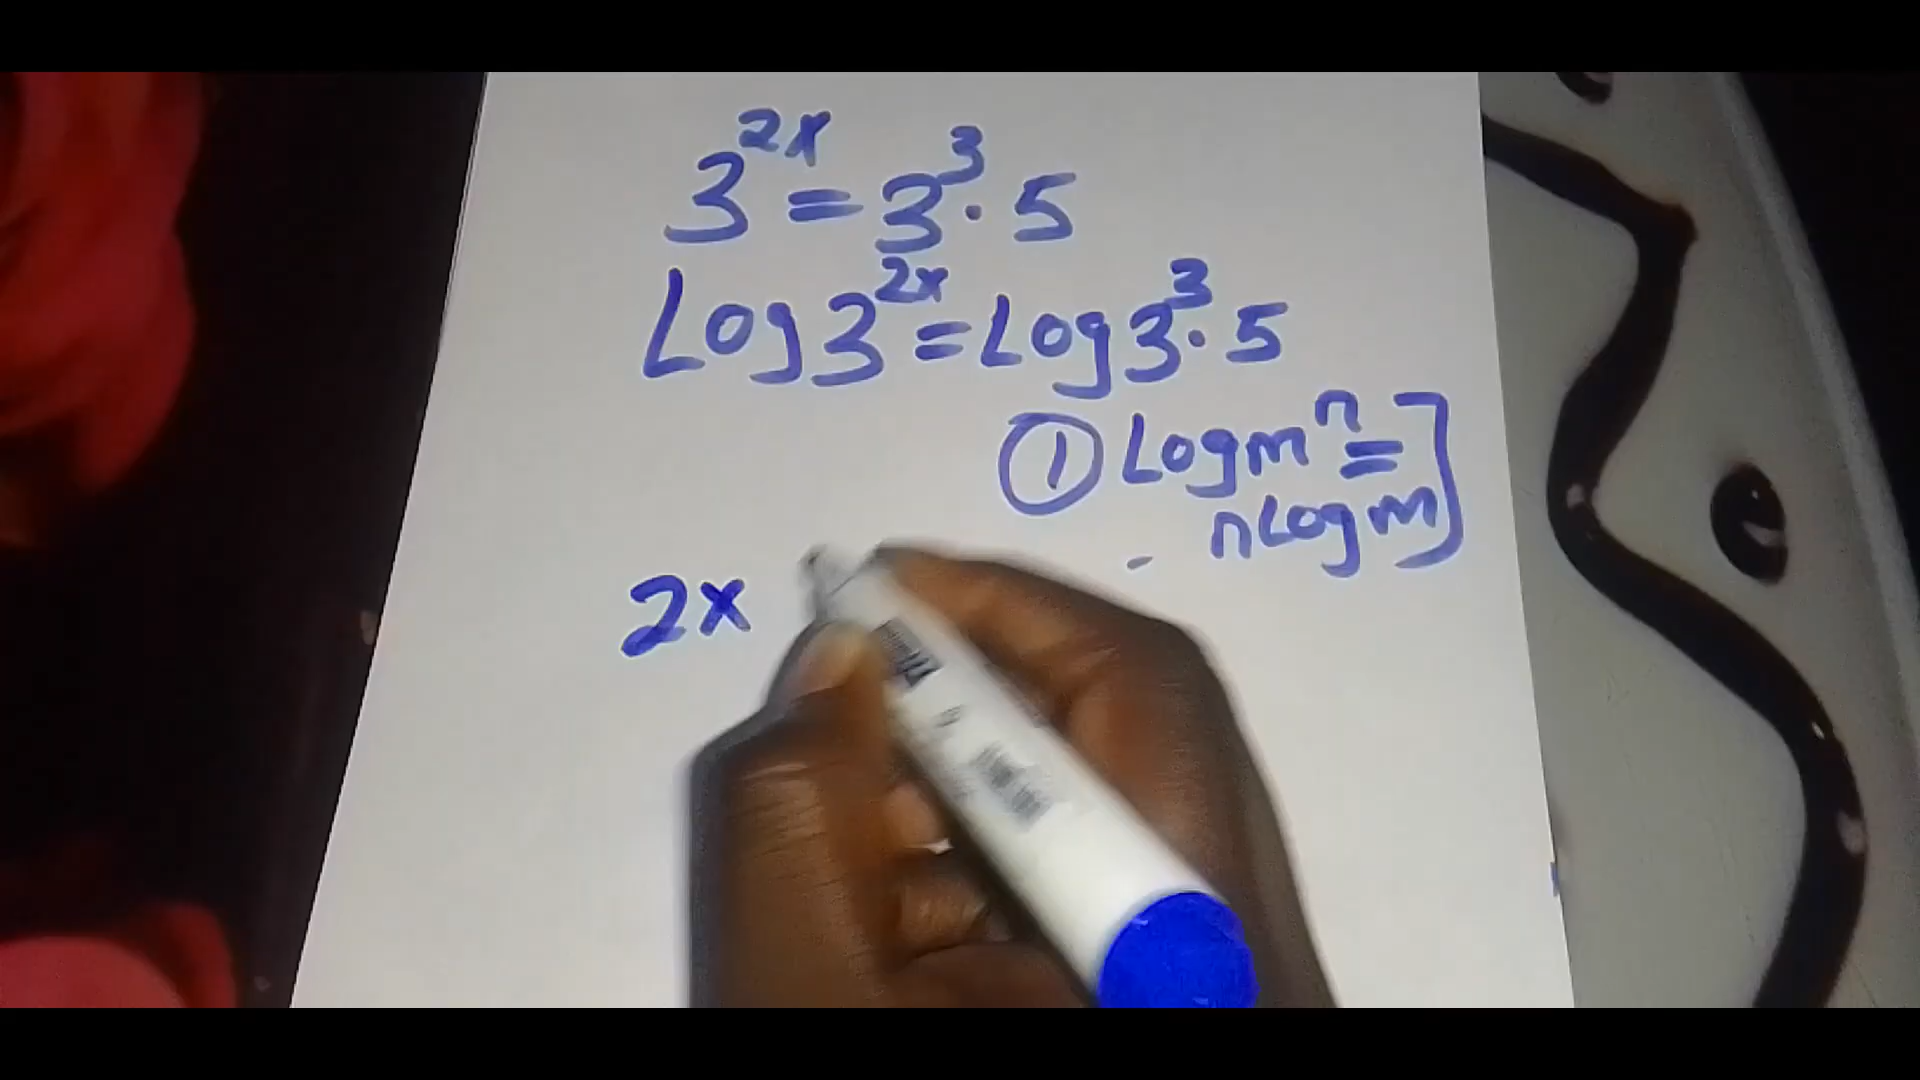 3^2x = 3^3 · 5
Log 3^2x = Log 3^3 · 5
① Log m^n =
n Log m ]
2x